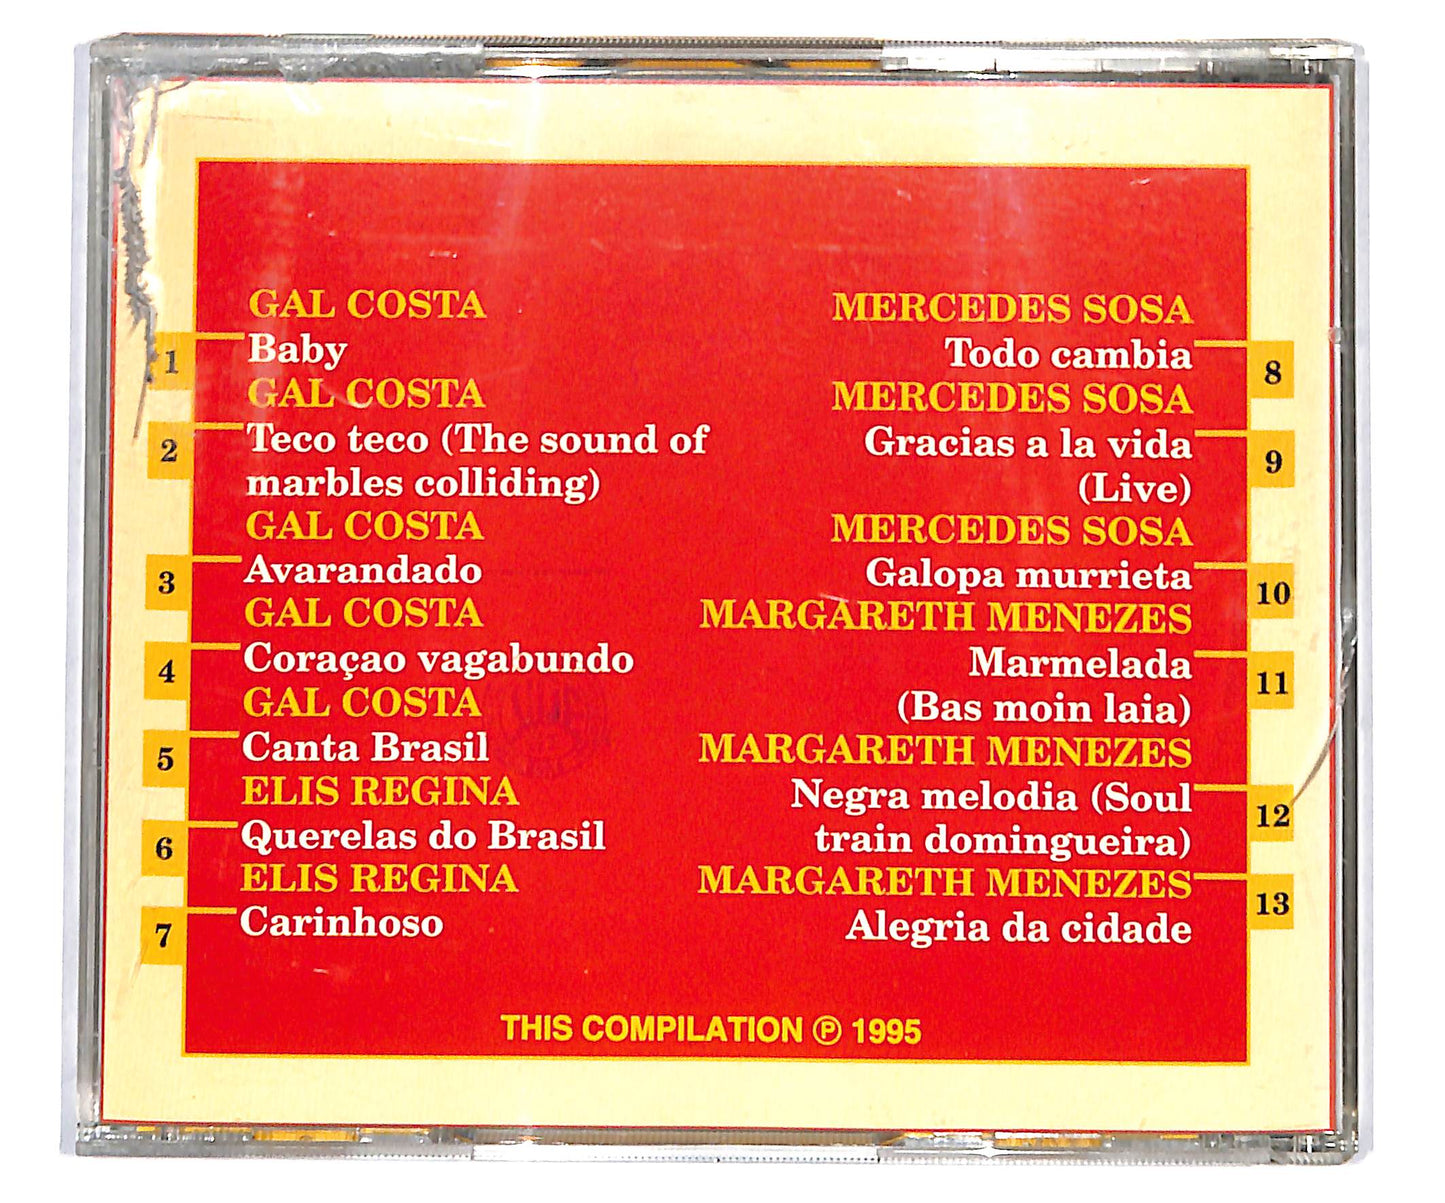 GAL COSTA
1 Baby
GAL COSTA
2 Teco teco (The sound of
marbles colliding)
GAL COSTA
3 Avarandado
GAL COSTA
4 Coraçao vagabundo
GAL COSTA
5 Canta Brasil
ELIS REGINA
6 Querelas do Brasil
ELIS REGINA
7 Carinhoso
MERCEDES SOSA
Todo cambia 8
MERCEDES SOSA
Gracias a la vida 9
(Live)
MERCEDES SOSA
Galopa murrieta 10
MARGARETH MENEZES
Marmelada 11
(Bas moin laia)
MARGARETH MENEZES
Negra melodia (Soul 12
train domingueira)
MARGARETH MENEZES 13
Alegria da cidade
THIS COMPILATION ℗ 1995